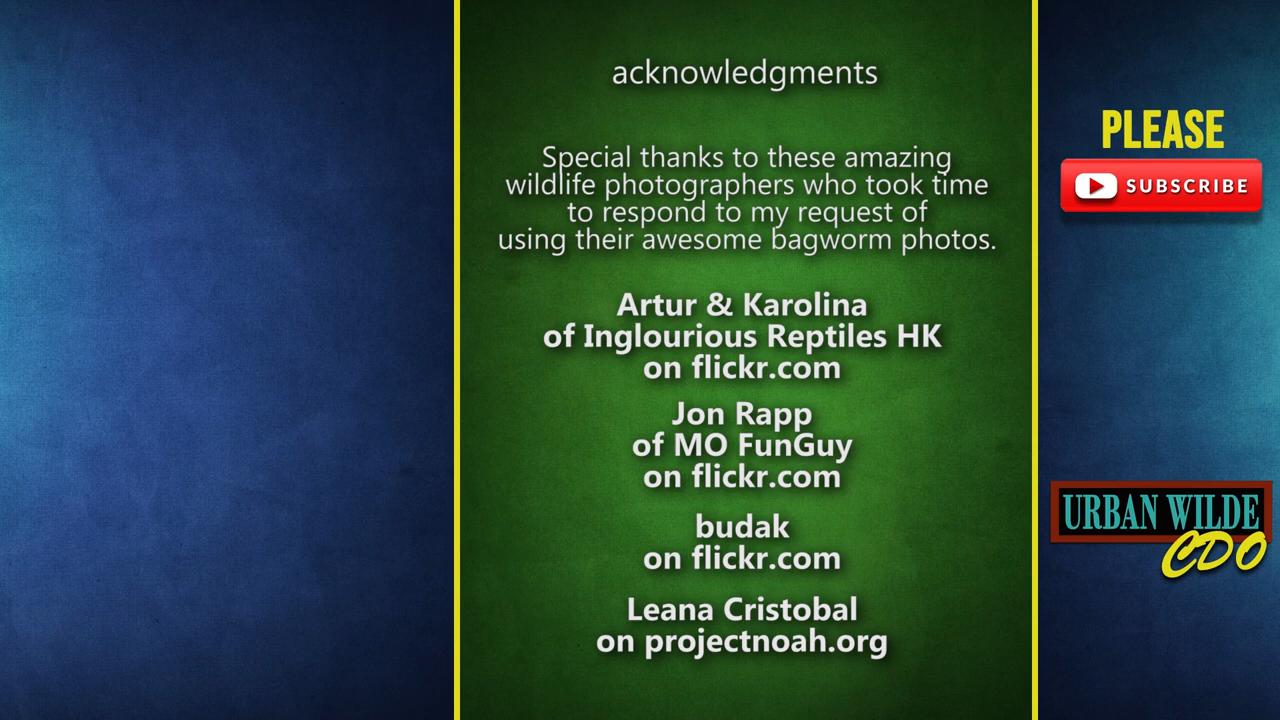 acknowledgments
Special thanks to these amazing
wildlife photographers who took time
to respond to my request of
using their awesome bagworm photos.
Artur & Karolina
of Inglourious Reptiles HK
on flickr.com
Jon Rapp
of MO FunGuy
on flickr.com
budak
on flickr.com
Leana Cristobal
on projectnoah.org
PLEASE
SUBSCRIBE
URBAN WILDE
CDO